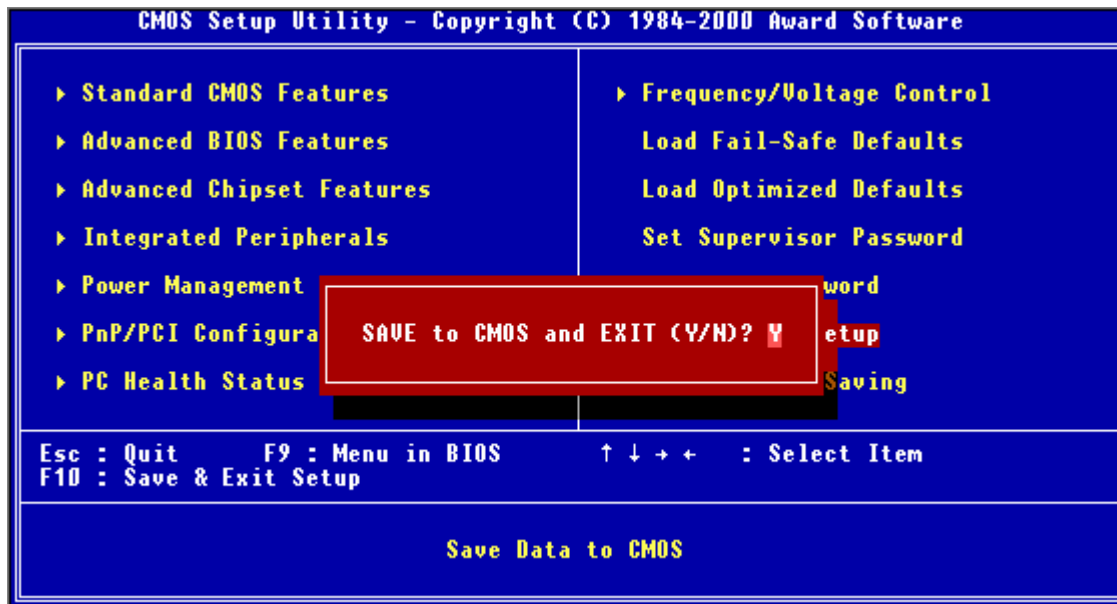 CMOS Setup Utility - Copyright (C) 1984-2000 Award Software
▸ Standard CMOS Features
▸ Advanced BIOS Features
▸ Advanced Chipset Features
▸ Integrated Peripherals
▸ Power Management
▸ PnP/PCI Configura
▸ PC Health Status
▸ Frequency/Voltage Control
Load Fail-Safe Defaults
Load Optimized Defaults
Set Supervisor Password
word
etup
Saving
SAVE to CMOS and EXIT (Y/N)? Y
Esc : Quit F9 : Menu in BIOS ↑ ↓ → ← : Select Item
F10 : Save & Exit Setup
Save Data to CMOS